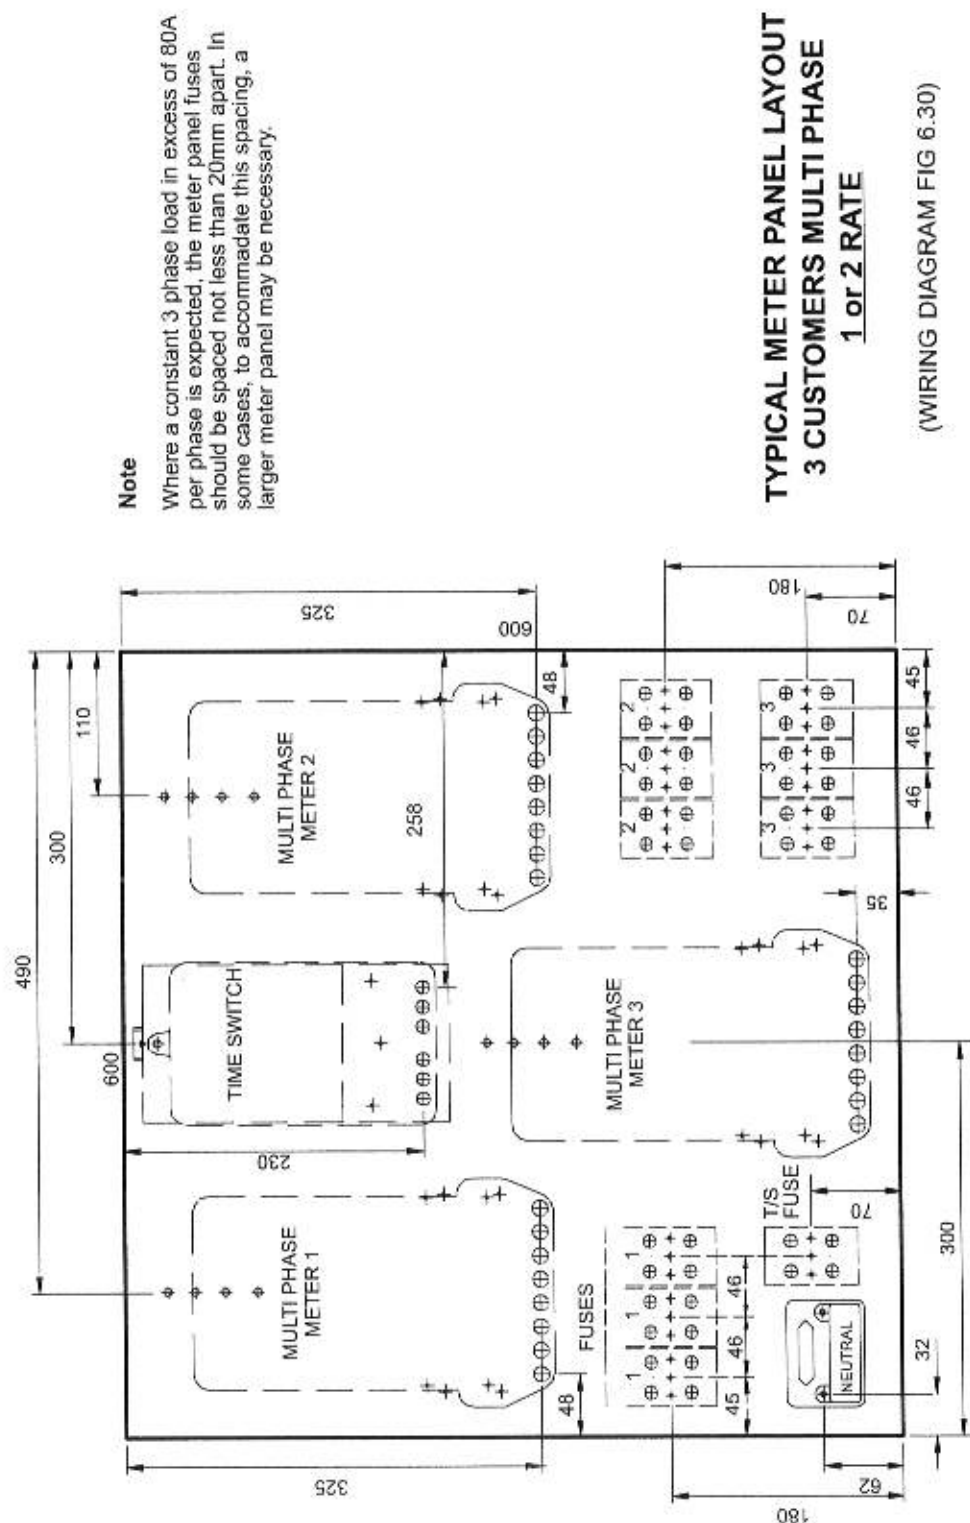 Note
Where a constant 3 phase load in excess of 80A
per phase is expected, the meter panel fuses
should be spaced not less than 20mm apart. In
some cases, to accommadate this spacing, a
larger meter panel may be necessary.
TYPICAL METER PANEL LAYOUT
3 CUSTOMERS MULTI PHASE
1 or 2 RATE
(WIRING DIAGRAM FIG 6.30)
490
300
110
600
325
230
325
600
MULTI PHASE
METER 1
TIME SWITCH
MULTI PHASE
METER 2
258
48
48
MULTI PHASE
METER 3
FUSES
1 1 1
2 2 2
3 3 3
45 46 46
T/S
FUSE
NEUTRAL
32
300
62
180
70
35
180
70
46 46 45